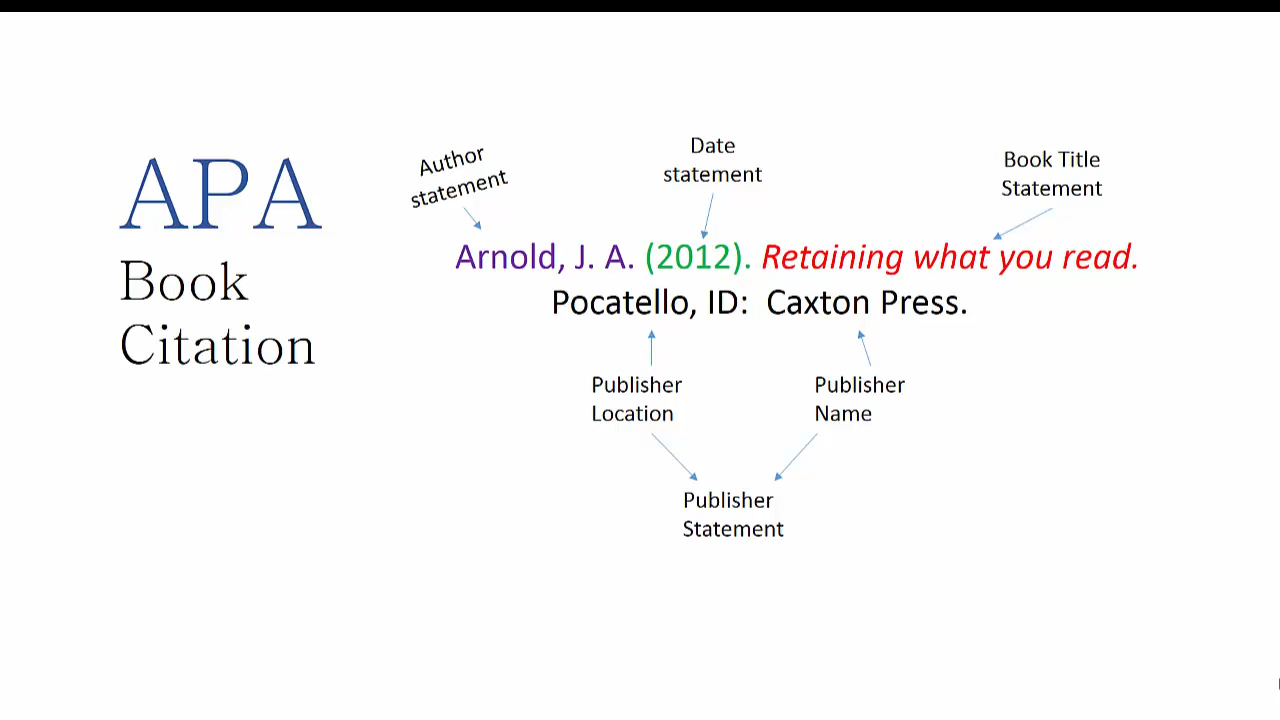 APA
Book
Citation
Author
statement
Date
statement
Book Title
Statement
Arnold, J. A. (2012). Retaining what you read.
Pocatello, ID:  Caxton Press.
Publisher
Location
Publisher
Name
Publisher
Statement